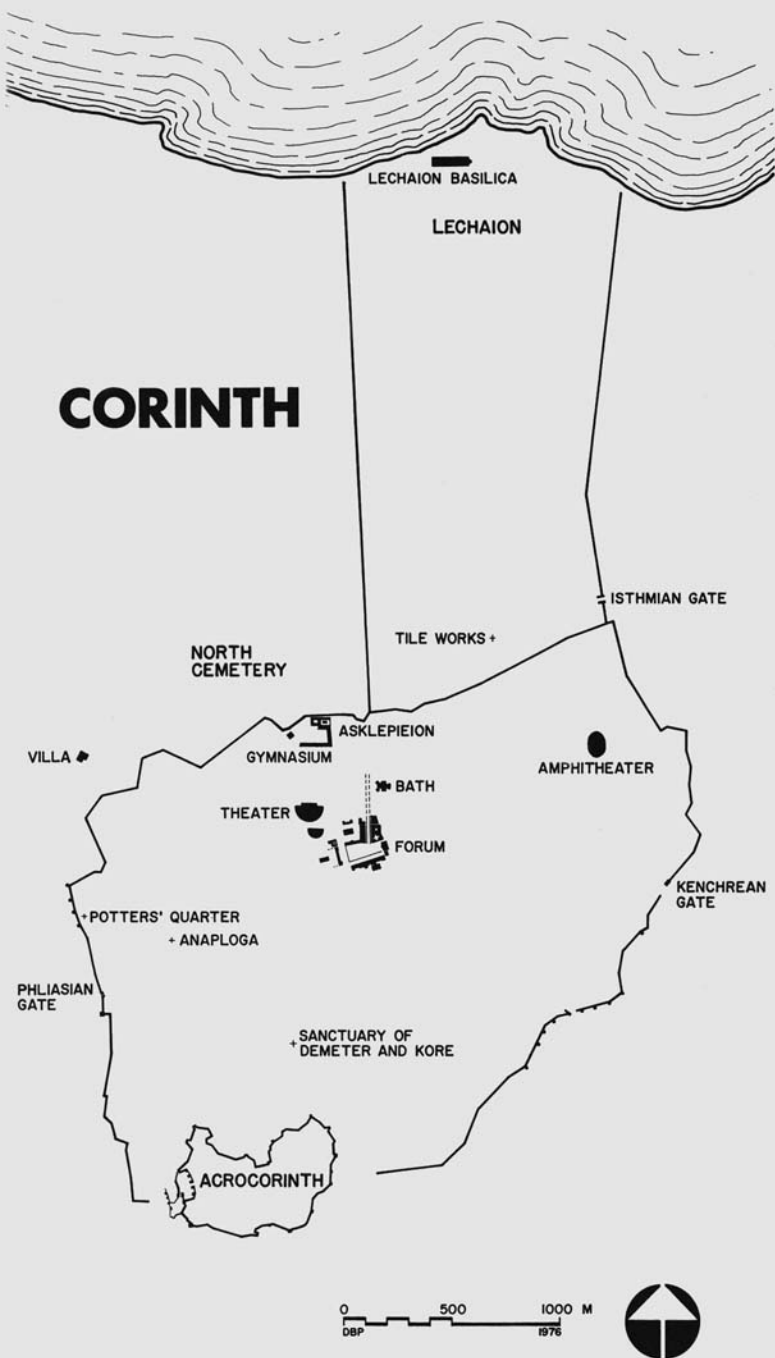 LECHAION BASILICA
LECHAION
CORINTH
ISTHMIAN GATE
TILE WORKS +
NORTH
CEMETERY
ASKLEPIEION
VILLA
GYMNASIUM
AMPHITHEATER
BATH
THEATER
FORUM
KENCHREAN
GATE
+POTTERS' QUARTER
+ ANAPLOGA
PHLIASIAN
GATE
+SANCTUARY OF
DEMETER AND KORE
ACROCORINTH
0 500 1000 M
DBP 1976